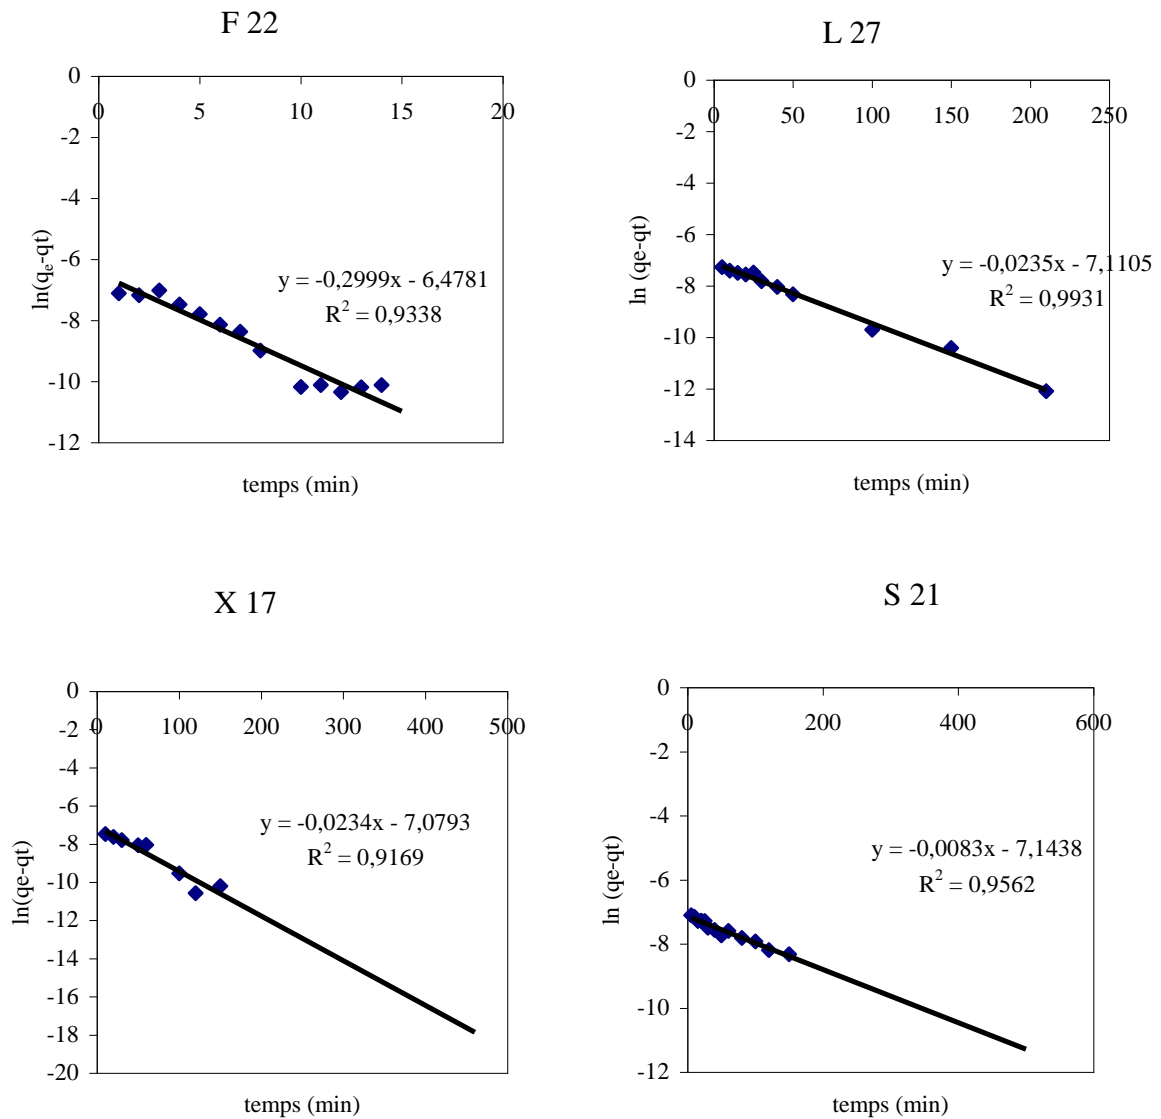 F 22
0
-2
-4
-6
-8
-10
-12
0 5 10 15 20
ln(qe-qt)
y = -0,2999x - 6,4781
R2 = 0,9338
temps (min)
L 27
0
-2
-4
-6
-8
-10
-12
-14
0 50 100 150 200 250
ln (qe-qt)
y = -0,0235x - 7,1105
R2 = 0,9931
temps (min)
X 17
0
-2
-4
-6
-8
-10
-12
-14
-16
-18
-20
0 100 200 300 400 500
ln(qe-qt)
y = -0,0234x - 7,0793
R2 = 0,9169
temps (min)
S 21
0
-2
-4
-6
-8
-10
-12
0 200 400 600
ln (qe-qt)
y = -0,0083x - 7,1438
R2 = 0,9562
temps (min)